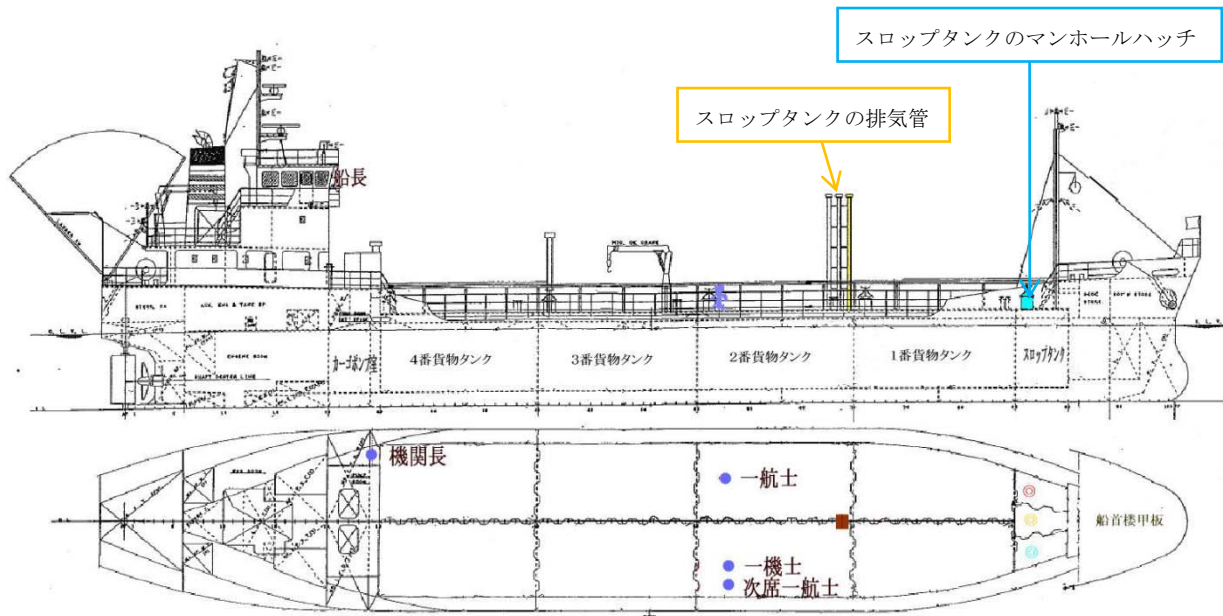 スロップタンクのマンホールハッチ
スロップタンクの排気管
船長
カーゴポンプ室
4番貨物タンク
3番貨物タンク
2番貨物タンク
1番貨物タンク
スロップタンク
ENGINE ROOM
機関長
一航士
船首楼甲板
一機士
次席一航士